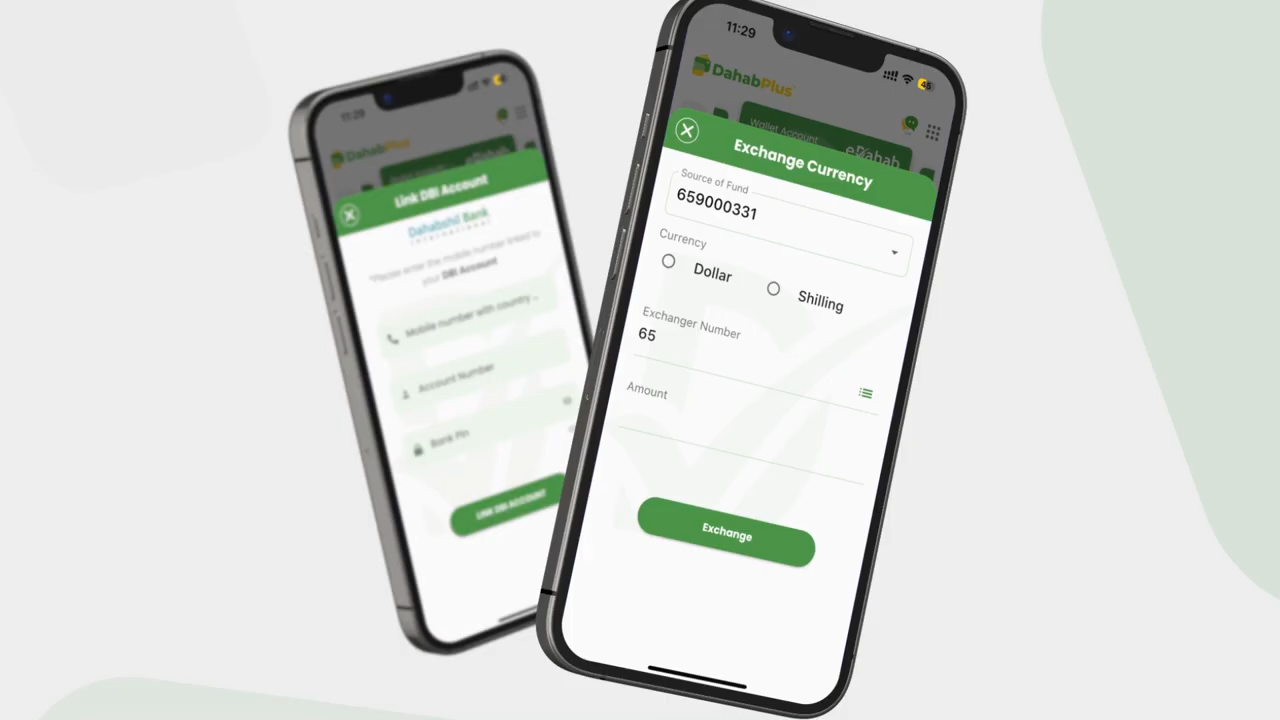 11:29
DahabPlus
Link DBI Account
Dahabshil Bank
International
*Please enter the mobile number linked to
your DBI Account
Mobile number with country ...
Account Number
Bank Pin
LINK DBI ACCOUNT
11:29
45
DahabPlus
Wallet Account
eDahab
Exchange Currency
Source of Fund
659000331
Currency
Dollar
Shilling
Exchanger Number
65
Amount
Exchange